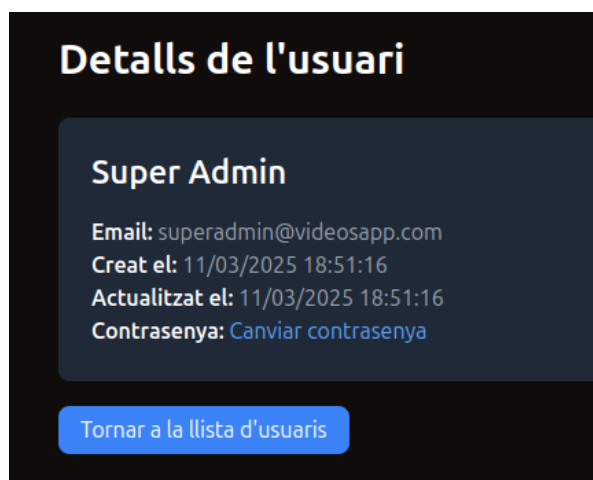 Detalls de l'usuari
Super Admin
Email: superadmin@videosapp.com
Creat el: 11/03/2025 18:51:16
Actualitzat el: 11/03/2025 18:51:16
Contrasenya: Canviar contrasenya
Tornar a la llista d'usuaris